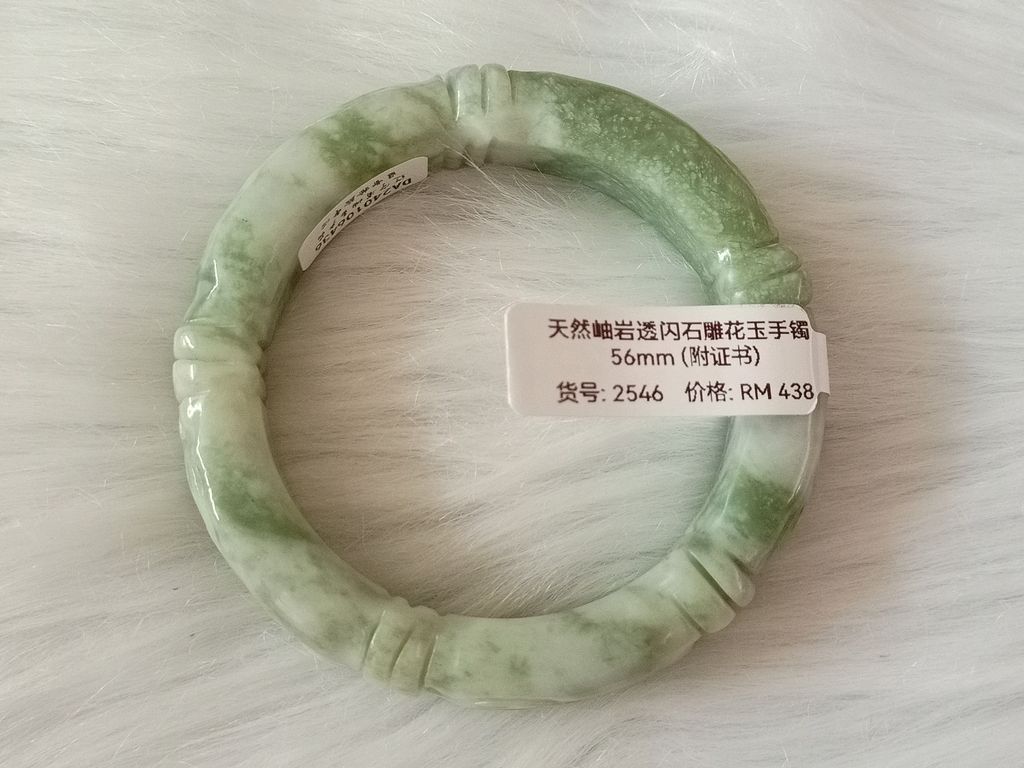 天然岫岩透闪石雕花玉手镯
56mm (附证书)
货号: 2546 价格: RM 438